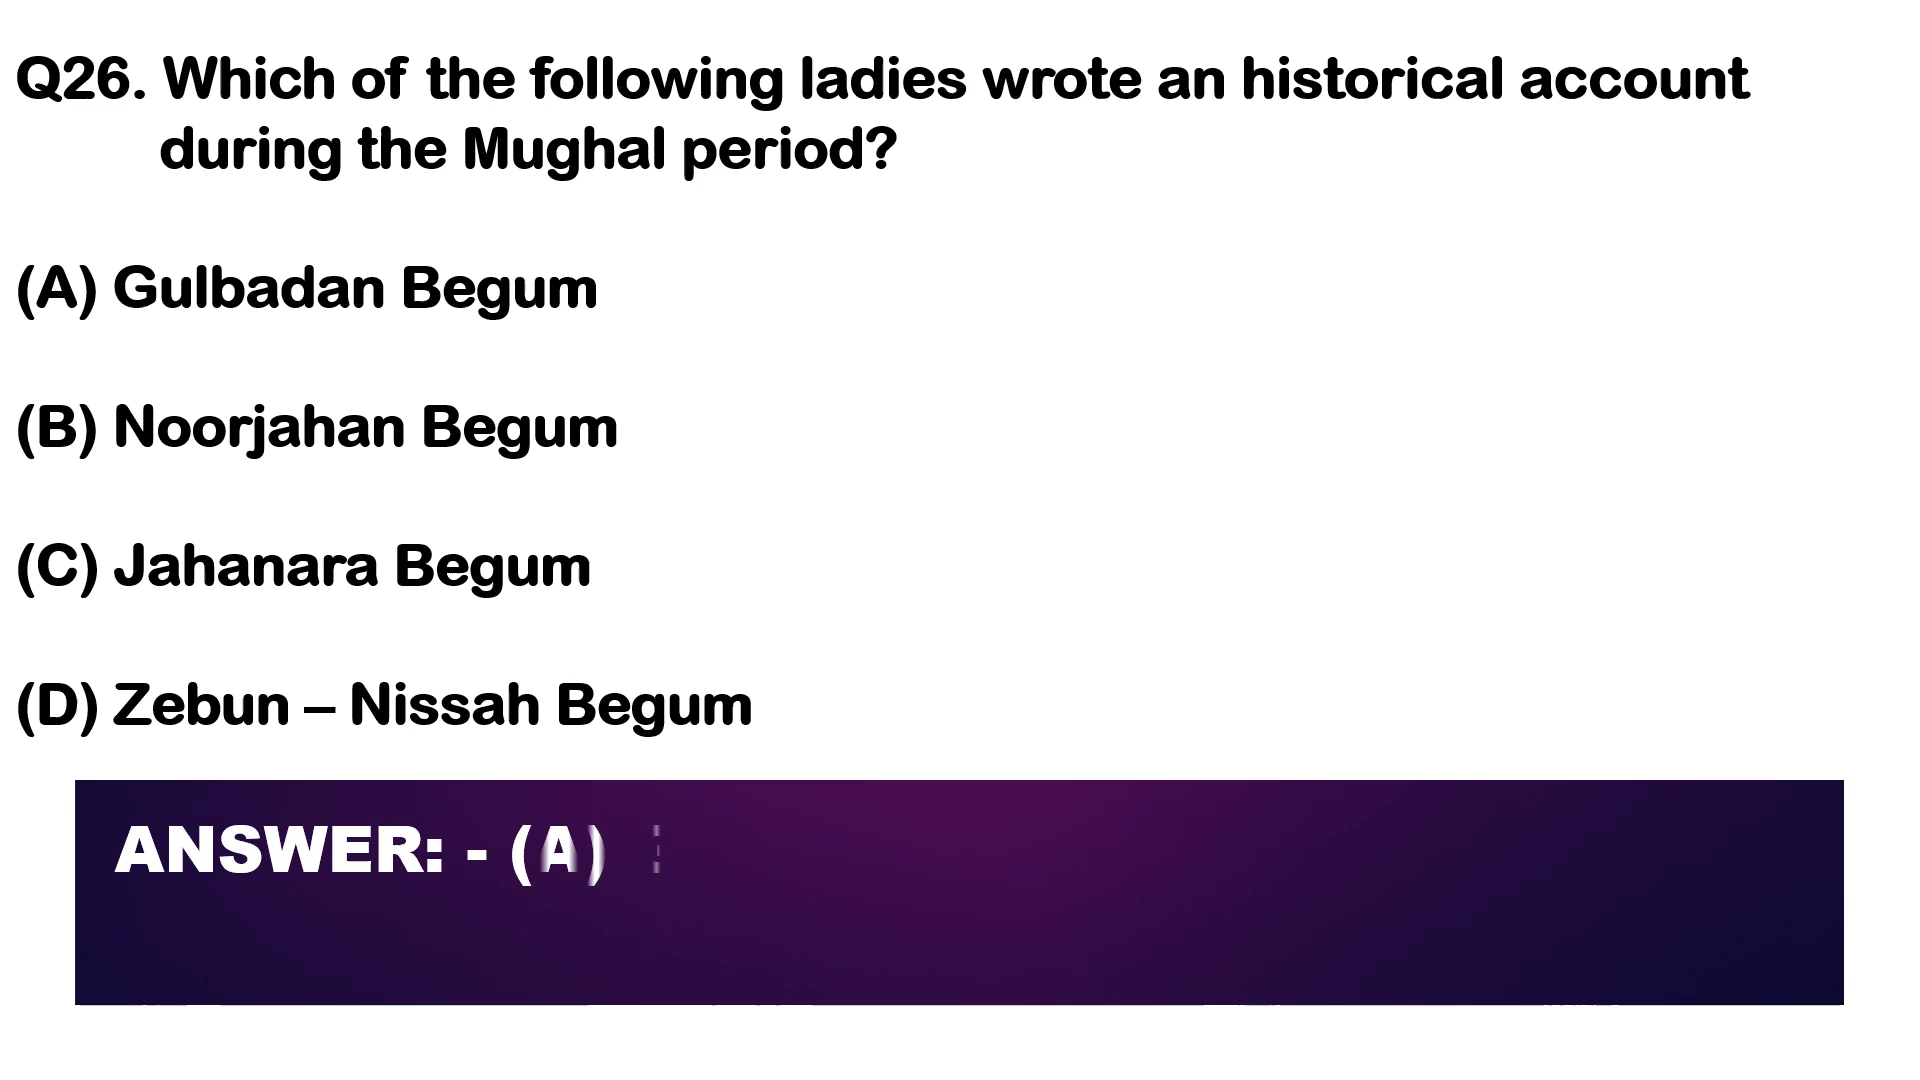 Q26. Which of the following ladies wrote an historical account
during the Mughal period?
(A) Gulbadan Begum
(B) Noorjahan Begum
(C) Jahanara Begum
(D) Zebun – Nissah Begum
ANSWER: - (A)